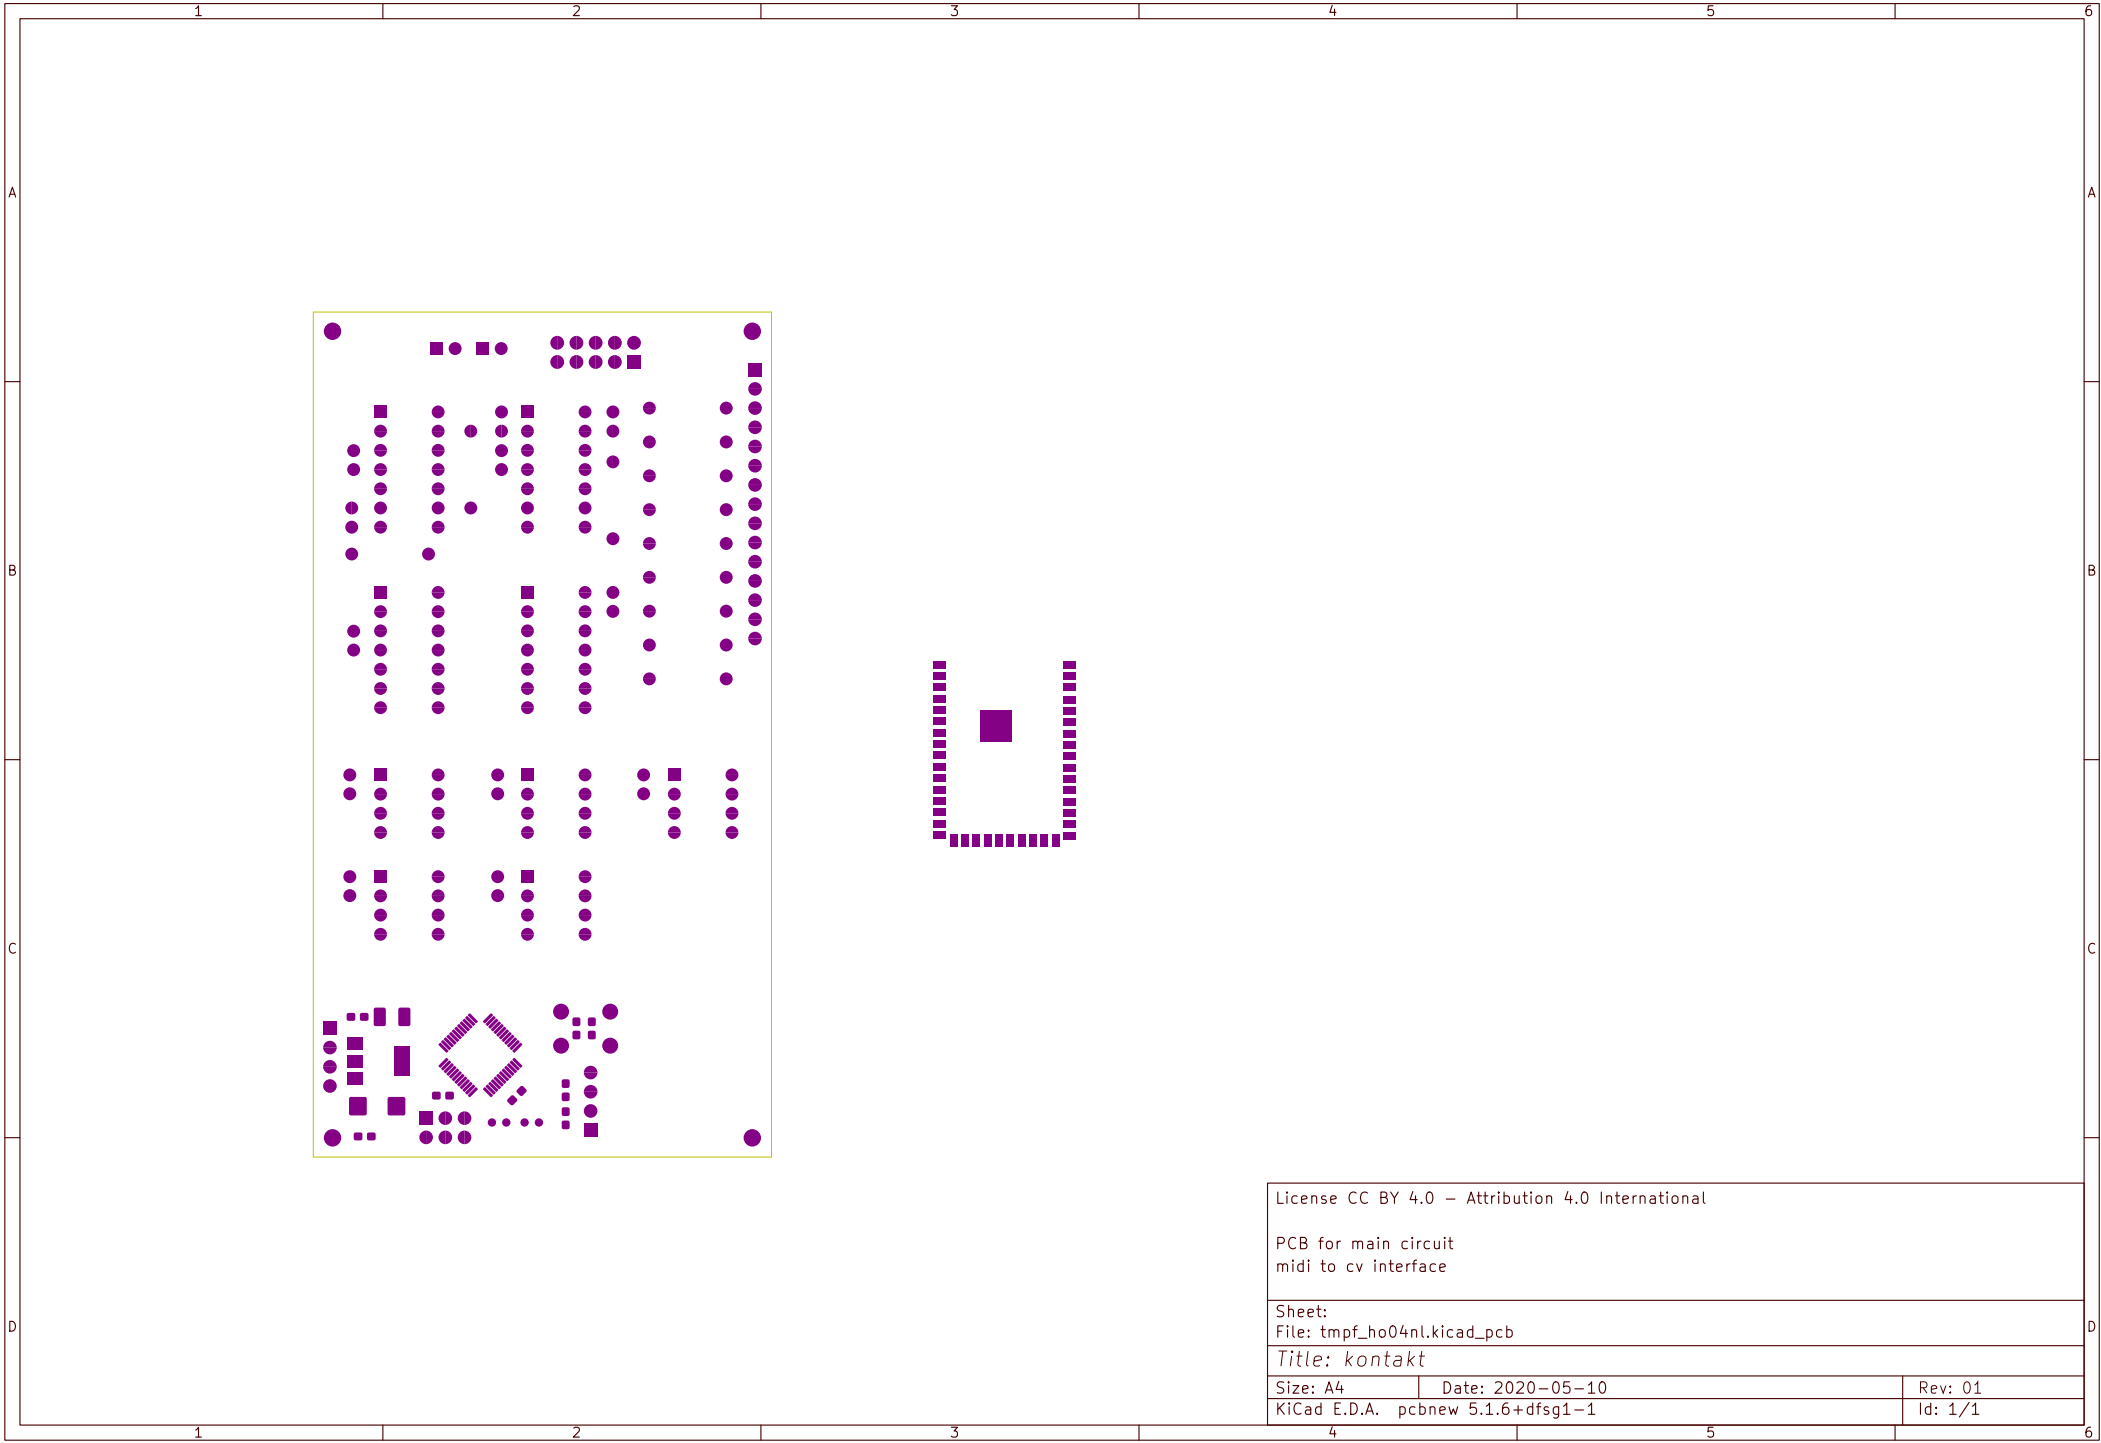 1 2 3 4 5 6
A A
B B
C C
License CC BY 4.0 - Attribution 4.0 International
PCB for main circuit
midi to cv interface
Sheet:
D D
File: tmpf_ho04nl.kicad_pcb
Title: kontakt
Size: A4 Date: 2020-05-10 Rev: 01
KiCad E.D.A. pcbnew 5.1.6+dfsg1-1 Id: 1/1
1 2 3 4 5 6